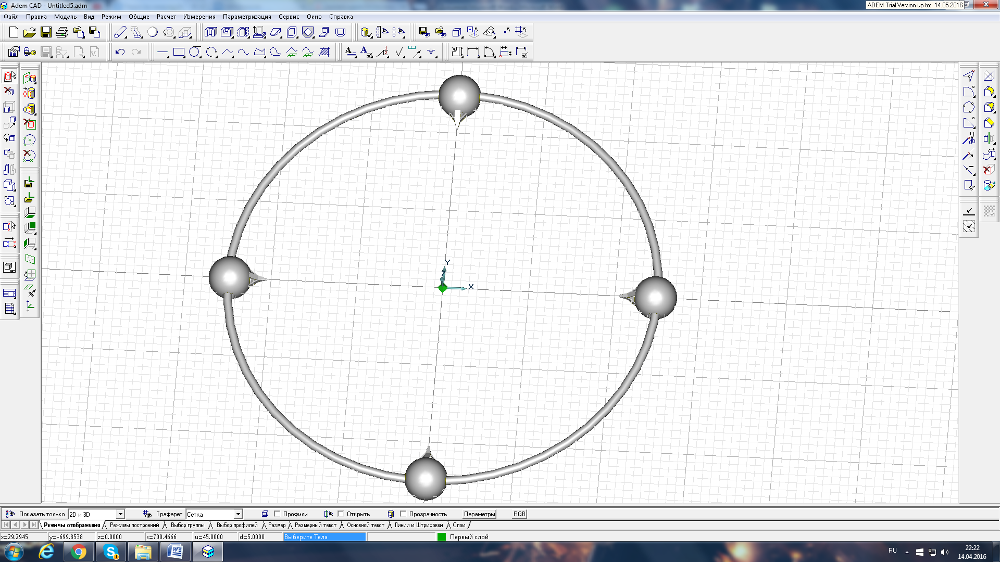 Adem CAD - Untitled5.adm
ADEM Trial Version up to: 14.05.2016
Файл Правка Модуль Вид Режим Общие Расчет Измерения Параметризация Сервис Окно Справка
Y
Z
X
Показать только 2D и 3D Трафарет Сетка Профили Открыть Прозрачность Параметры RGB
Режимы отображения Режимы построений Выбор группы Выбор профилей Размер Размерный текст Основной текст Линии и Штриховки Слои
x=29.2945 y=-699.8538 z=0.0000 s=700.4666 u=45.0000 d=5.0000 Выберите Тела Первый слой
RU 22:22
14.04.2016